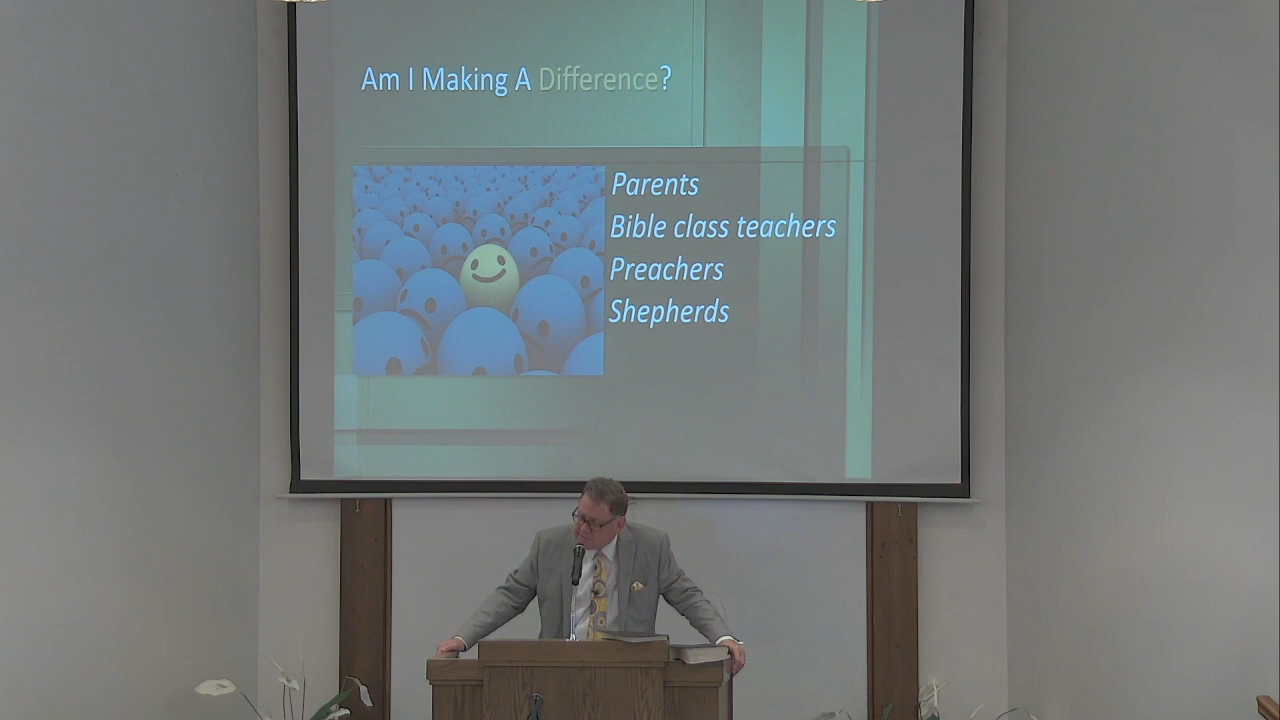 Am I Making A Difference?
Parents
Bible class teachers
Preachers
Shepherds